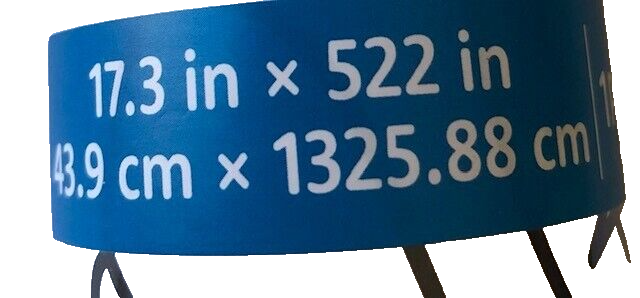 17.3 in × 522 in
43.9 cm × 1325.88 cm